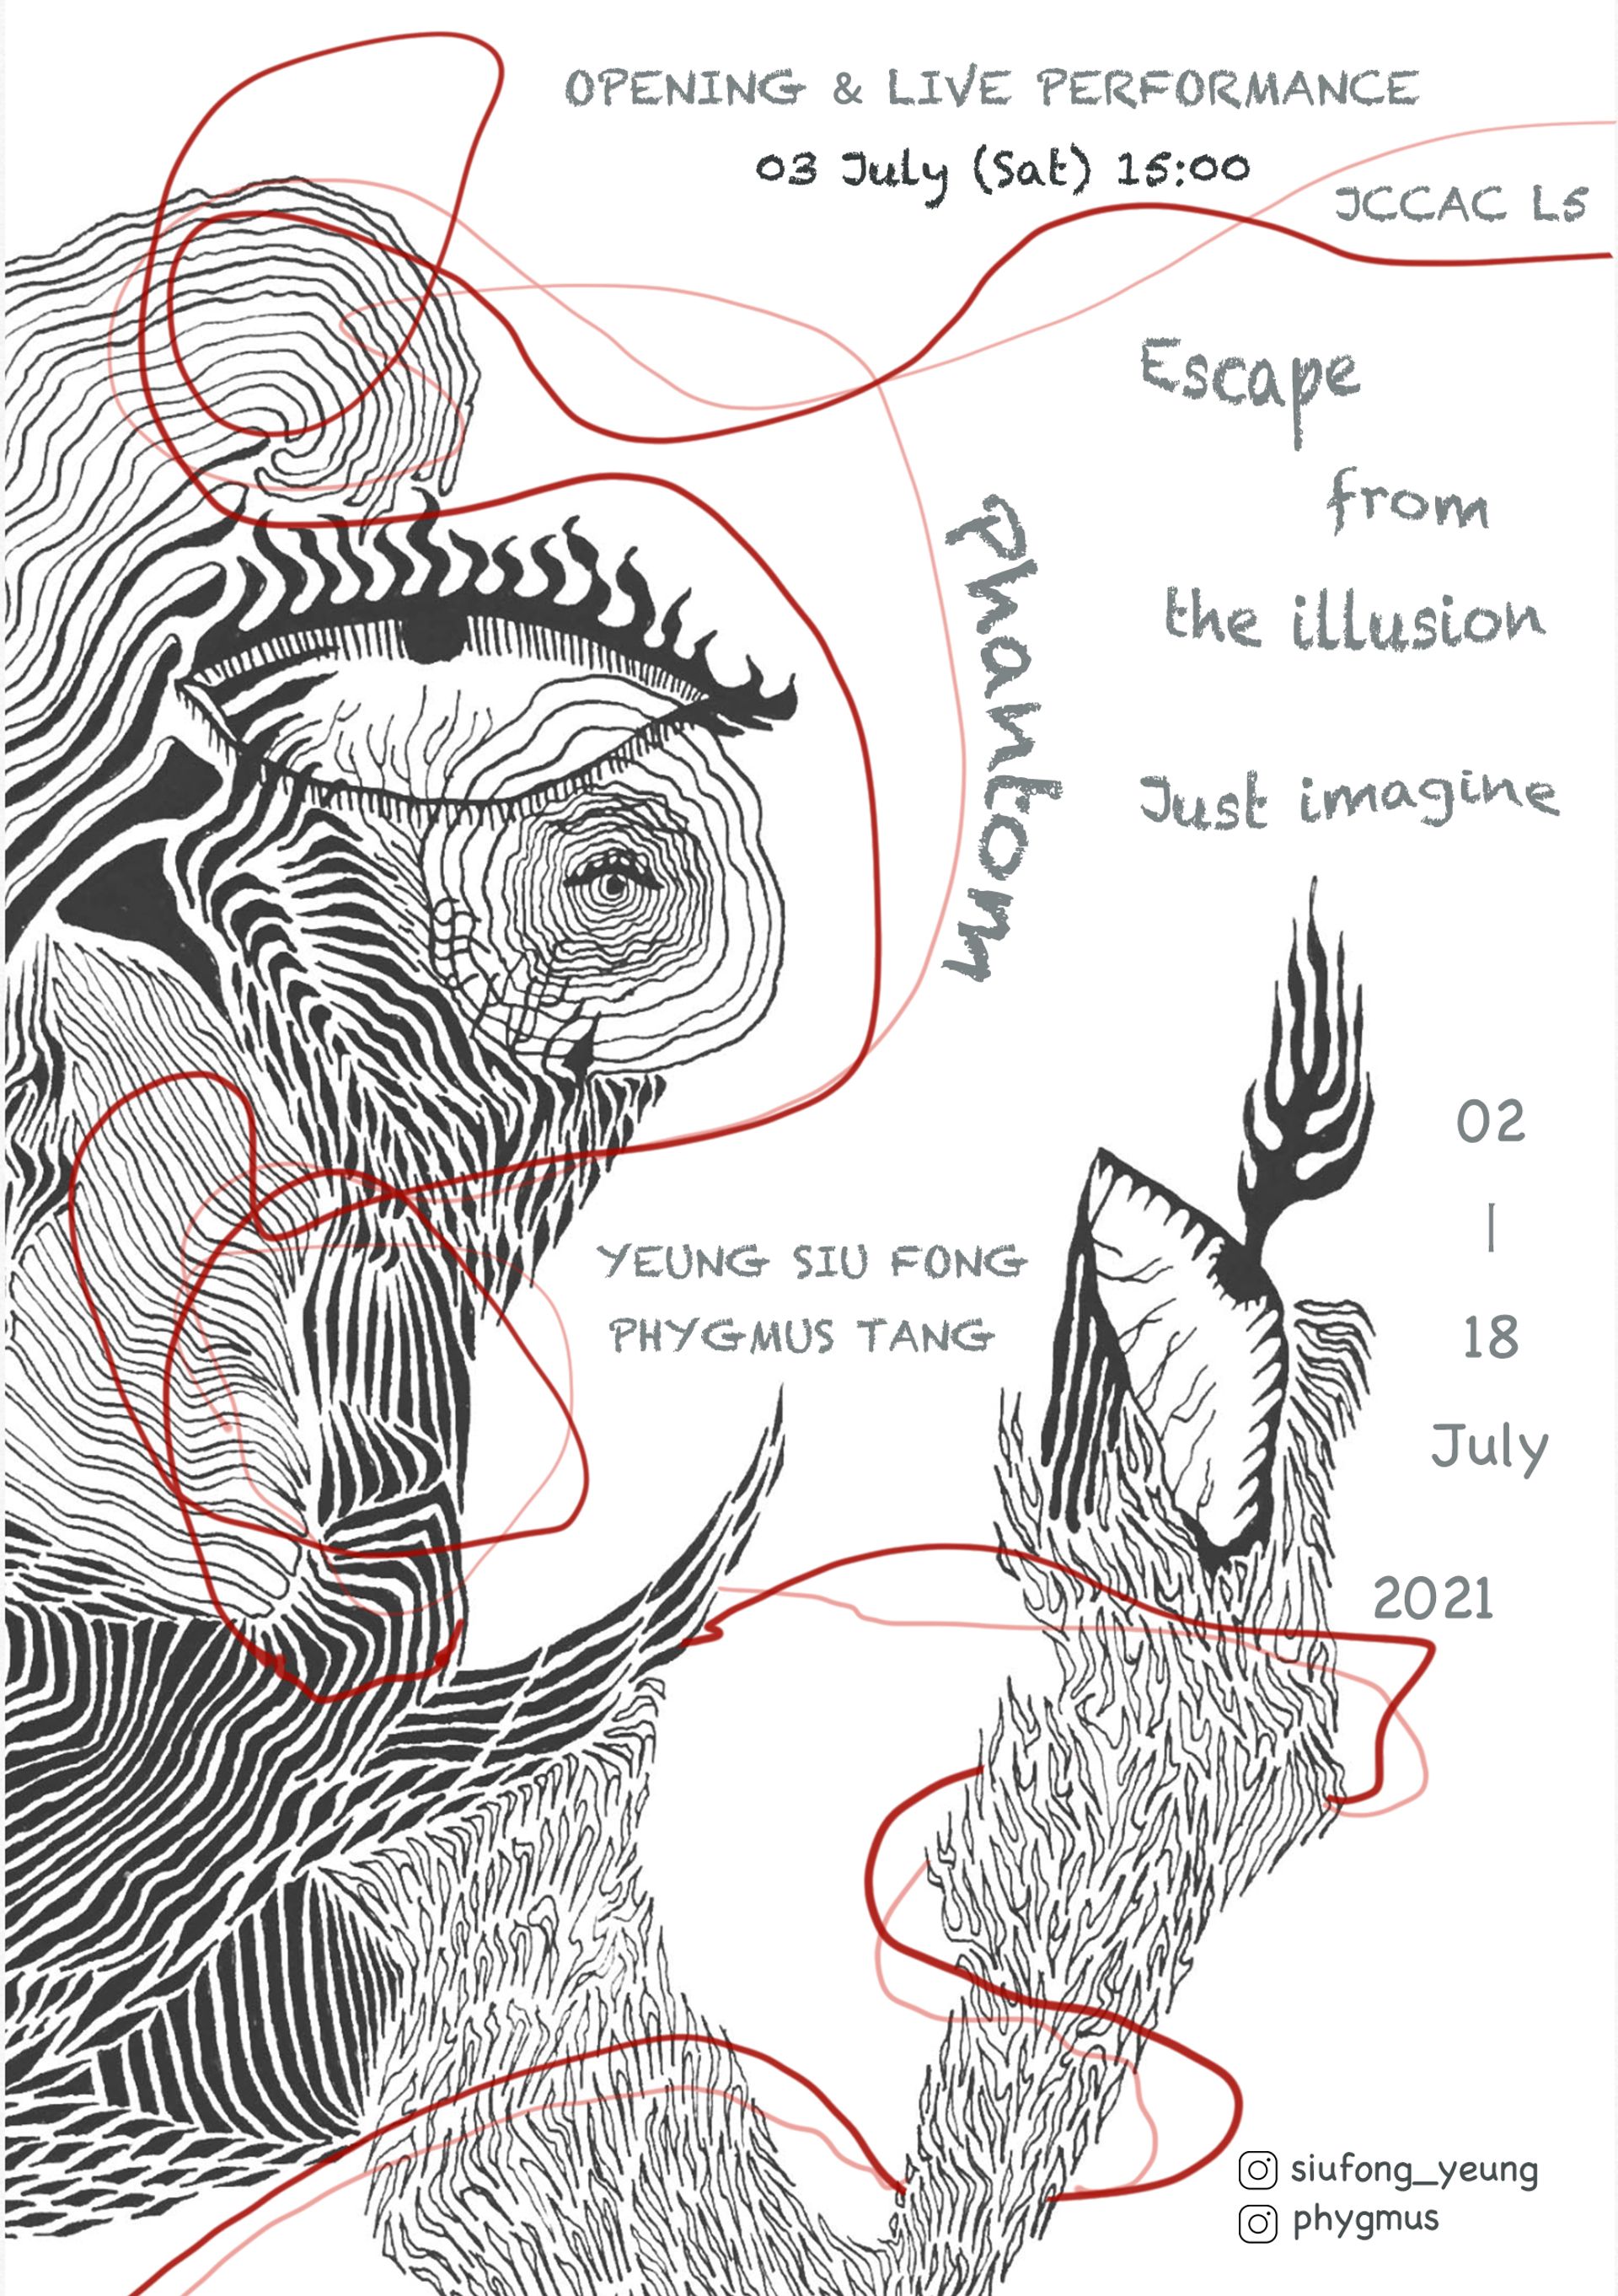 OPENING & LIVE PERFORMANCE
03 July (Sat) 15:00
JCCAC L5
Escape
from
the illusion
Just imagine
Phantom
02
|
18
July
2021
YEUNG SIU FONG
PHYGMUS TANG
siufong_yeung
phygmus